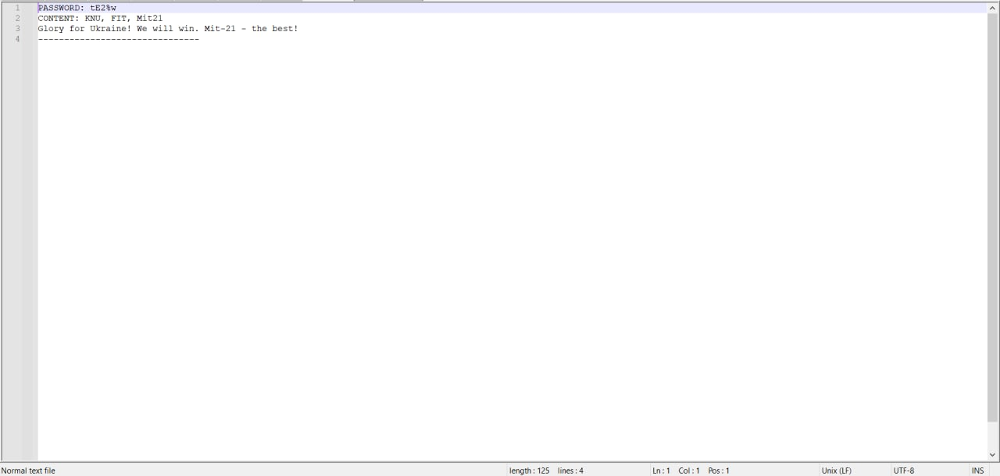 1 PASSWORD: tE2%w
2 CONTENT: KNU, FIT, Mit21
3 Glory for Ukraine! We will win. Mit-21 - the best!
4 -------------------------------
Normal text file length : 125 lines : 4 Ln : 1 Col : 1 Pos : 1 Unix (LF) UTF-8 INS